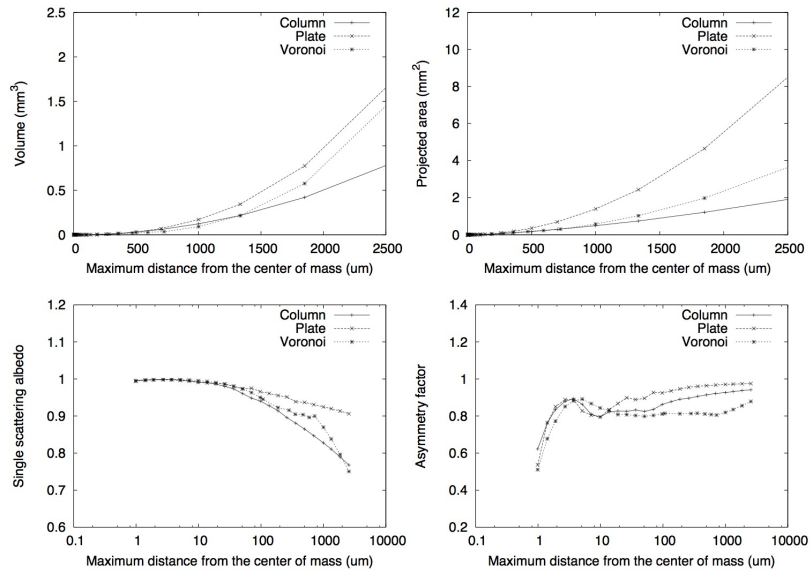 2.5
2
1.5
1
0.5
0
0 500 1000 1500 2000 2500
Volume (mm3)
Maximum distance from the center of mass (um)
Column
Plate
Voronoi
12
10
8
6
4
2
0
0 500 1000 1500 2000 2500
Projected area (mm2)
Maximum distance from the center of mass (um)
Column
Plate
Voronoi
1.2
1.1
1
0.9
0.8
0.7
0.6
0.1 1 10 100 1000 10000
Single scattering albedo
Maximum distance from the center of mass (um)
Column
Plate
Voronoi
1.4
1.2
1
0.8
0.6
0.4
0.2
0.1 1 10 100 1000 10000
Asymmetry factor
Maximum distance from the center of mass (um)
Column
Plate
Voronoi